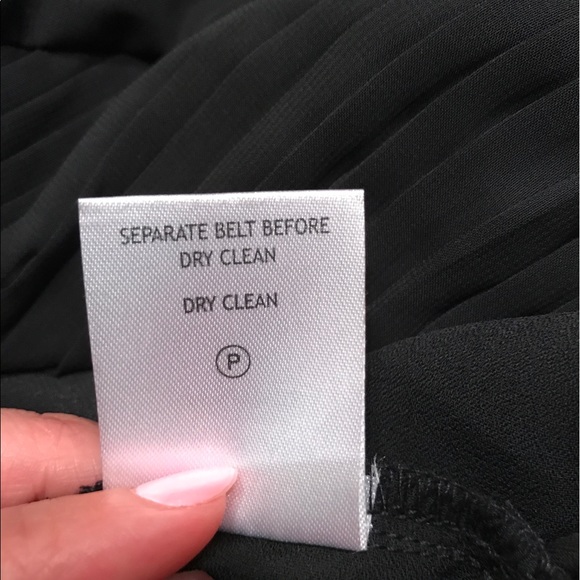 SEPARATE BELT BEFORE
DRY CLEAN
DRY CLEAN
P